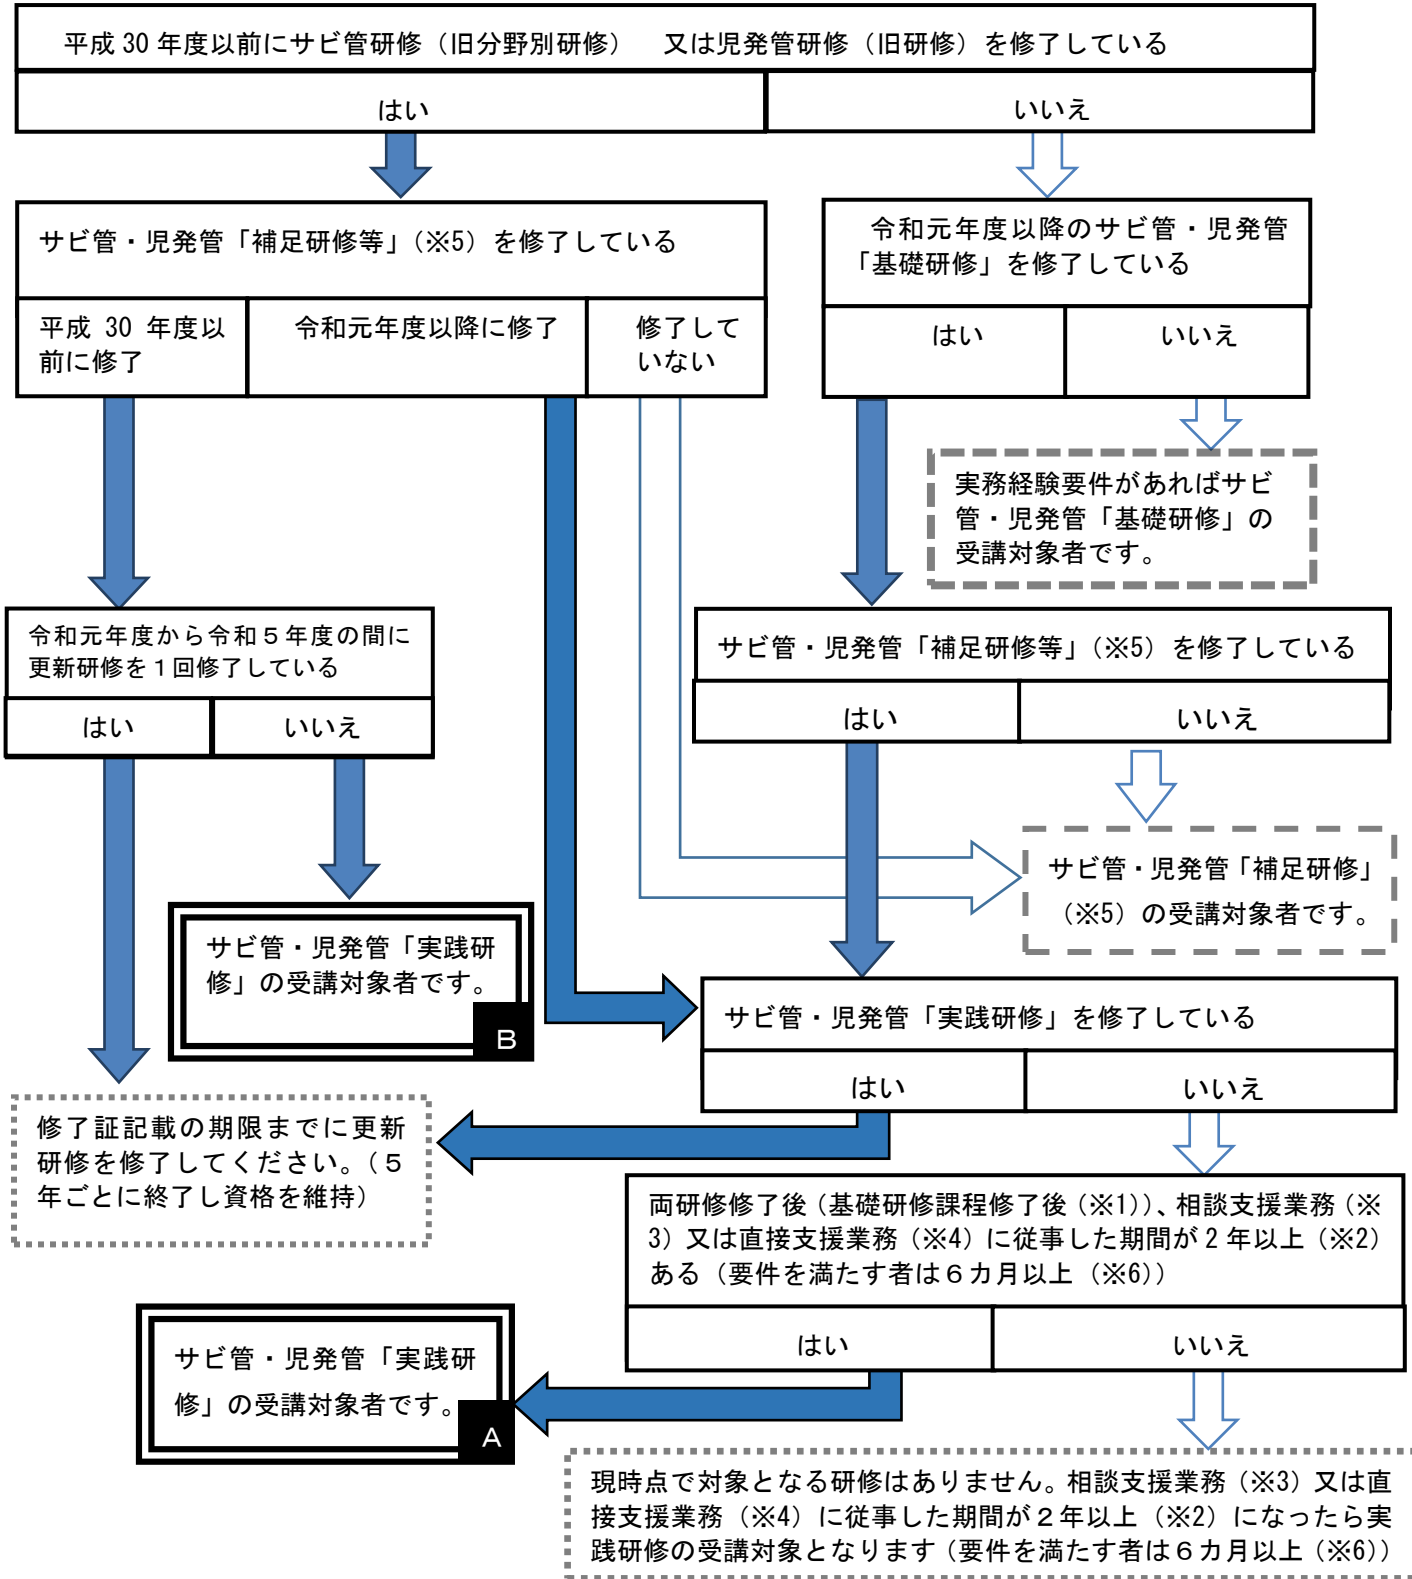 平成30年度以前にサビ管研修（旧分野別研修）　又は児発管研修（旧研修）を修了している
はい
いいえ
サビ管・児発管「補足研修等」（※5）を修了している
平成 30 年度以
前に修了
令和元年度以降に修了
修了して
いない
令和元年度以降のサビ管・児発管
「基礎研修」を修了している
はい
いいえ
実務経験要件があればサビ
管・児発管「基礎研修」の
受講対象者です。
令和元年度から令和５年度の間に
更新研修を１回修了している
はい
いいえ
サビ管・児発管「補足研修等」（※5）を修了している
はい
いいえ
サビ管・児発管「補足研修」
（※5）の受講対象者です。
サビ管・児発管「実践研
修」の受講対象者です。
B
サビ管・児発管「実践研修」を修了している
はい
いいえ
修了証記載の期限までに更新
研修を修了してください。（５
年ごとに終了し資格を維持）
両研修修了後（基礎研修課程修了後（※1））、相談支援業務（※
3）又は直接支援業務（※4）に従事した期間が2年以上（※2）
ある（要件を満たす者は６カ月以上（※6））
はい
いいえ
サビ管・児発管「実践研
修」の受講対象者です。
A
現時点で対象となる研修はありません。相談支援業務（※3）又は直
接支援業務（※4）に従事した期間が２年以上（※2）になったら実
践研修の受講対象となります（要件を満たす者は６カ月以上（※6））